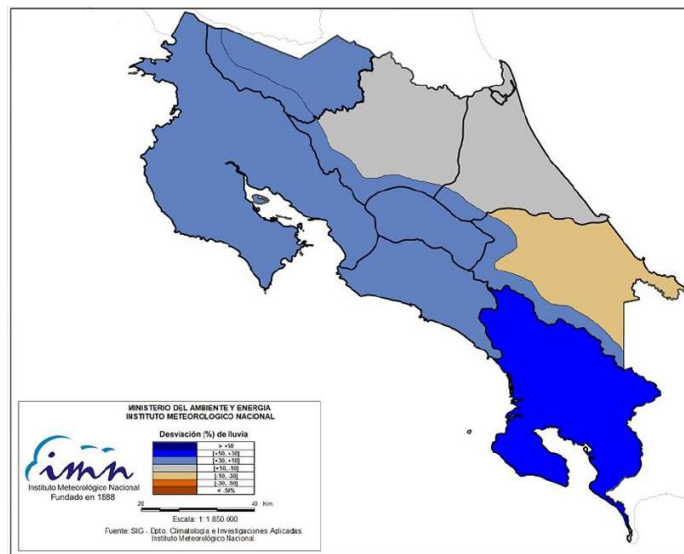 MINISTERIO DEL AMBIENTE Y ENERGIA
INSTITUTO METEOROLOGICO NACIONAL
Desviación (%) de lluvia
> +50
[+50, +30]
[+30, +10]
[+10, -10]
[-10, -30]
[-30, -50]
< -50%
imn
Instituto Meteorológico Nacional
Fundado en 1888
20
40 Km.
Escala: 1: 1.850.000
Fuente: SIG - Dpto. Climatología e Investigaciones Aplicadas.
Instituto Meteorológico Nacional.